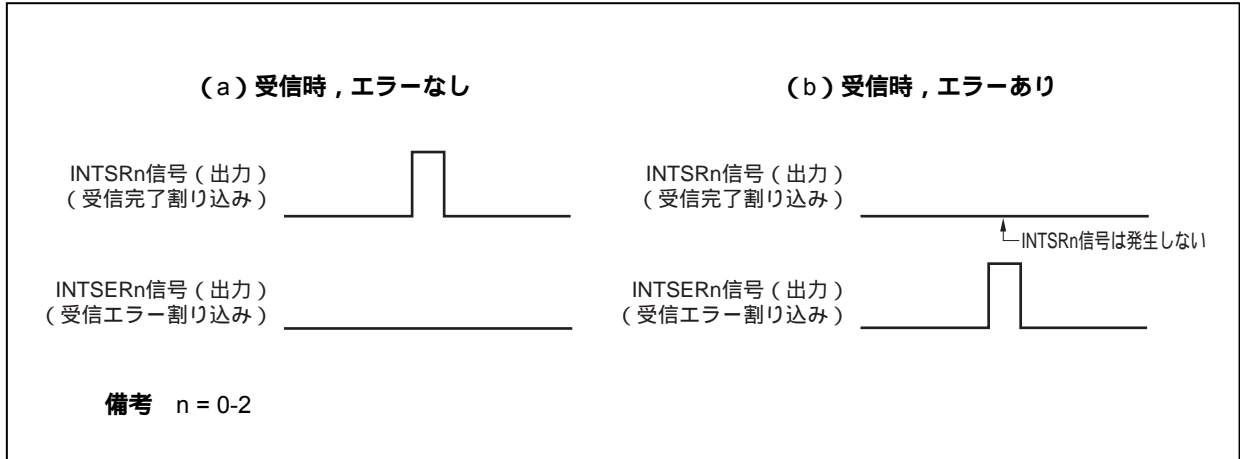 (a)受信時,エラーなし
INTSRn信号(出力)
(受信完了割り込み)
INTSERn信号(出力)
(受信エラー割り込み)
(b)受信時,エラーあり
INTSRn信号(出力)
(受信完了割り込み)
INTSRn信号は発生しない
INTSERn信号(出力)
(受信エラー割り込み)
備考 n = 0-2